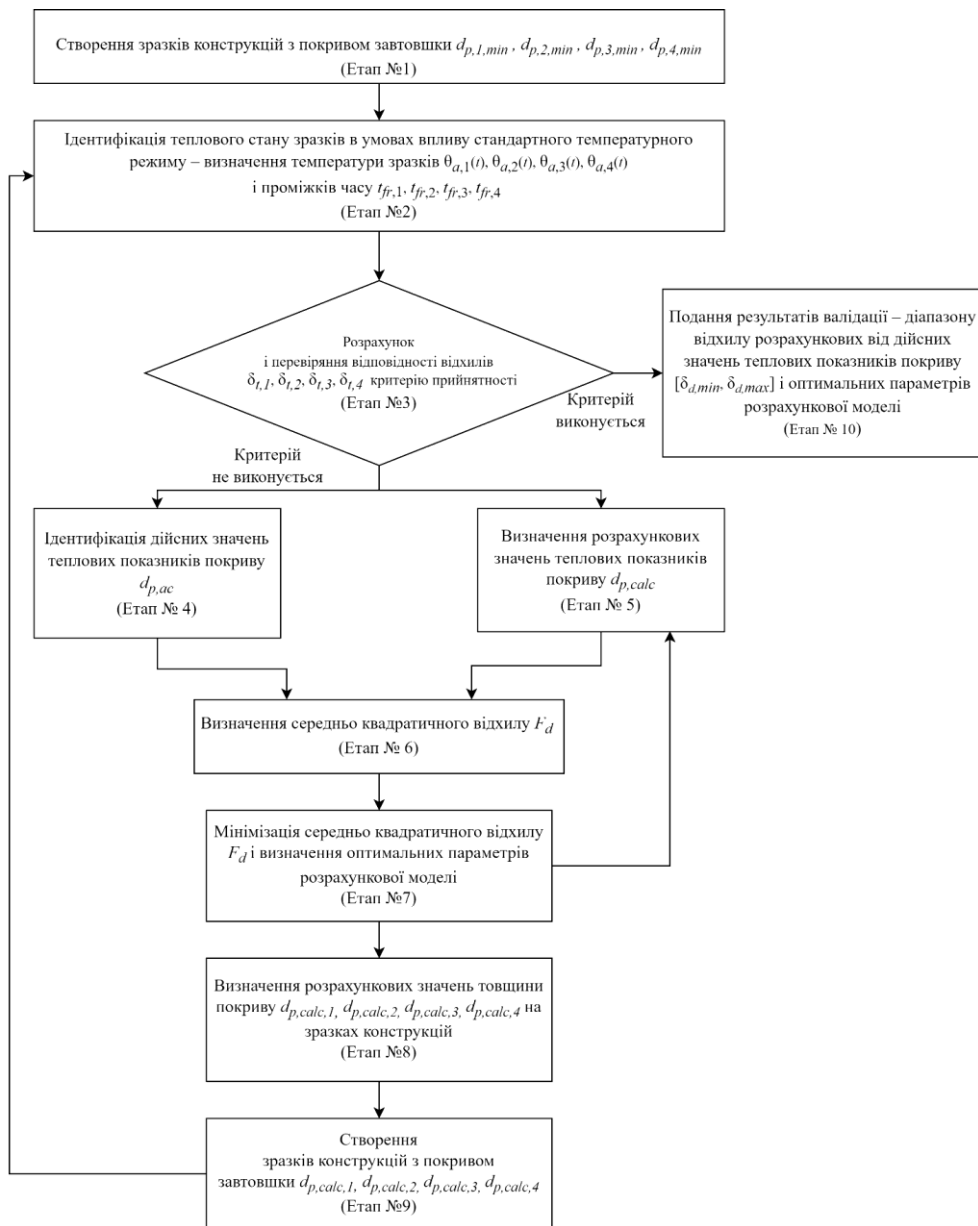 Створення зразків конструкцій з покривом завтовшки d_{p,1,min} , d_{p,2,min} , d_{p,3,min} , d_{p,4,min}
(Етап №1)
Ідентифікація теплового стану зразків в умовах впливу стандартного температурного
режиму – визначення температури зразків θ_{a,1}(t), θ_{a,2}(t), θ_{a,3}(t), θ_{a,4}(t)
і проміжків часу t_{fr,1}, t_{fr,2}, t_{fr,3}, t_{fr,4}
(Етап №2)
Розрахунок
і перевіряння відповідності відхилів
δ_{t,1}, δ_{t,2}, δ_{t,3}, δ_{t,4} критерію прийнятності
(Етап №3)
Критерій
виконується
Подання результатів валідації – діапазону
відхилу розрахункових від дійсних
значень теплових показників покриву
[δ_{d,min}, δ_{d,max}] і оптимальних параметрів
розрахункової моделі
(Етап № 10)
Критерій
не виконується
Ідентифікація дійсних значень
теплових показників покриву
d_{p,ac}
(Етап № 4)
Визначення розрахункових
значень теплових показників
покриву d_{p,calc}
(Етап № 5)
Визначення середньо квадратичного відхилу F_d
(Етап № 6)
Мінімізація середньо квадратичного відхилу
F_d і визначення оптимальних параметрів
розрахункової моделі
(Етап №7)
Визначення розрахункових значень товщини
покриву d_{p,calc,1}, d_{p,calc,2}, d_{p,calc,3}, d_{p,calc,4} на
зразках конструкцій
(Етап №8)
Створення
зразків конструкцій з покривом
завтовшки d_{p,calc,1}, d_{p,calc,2}, d_{p,calc,3}, d_{p,calc,4}
(Етап №9)